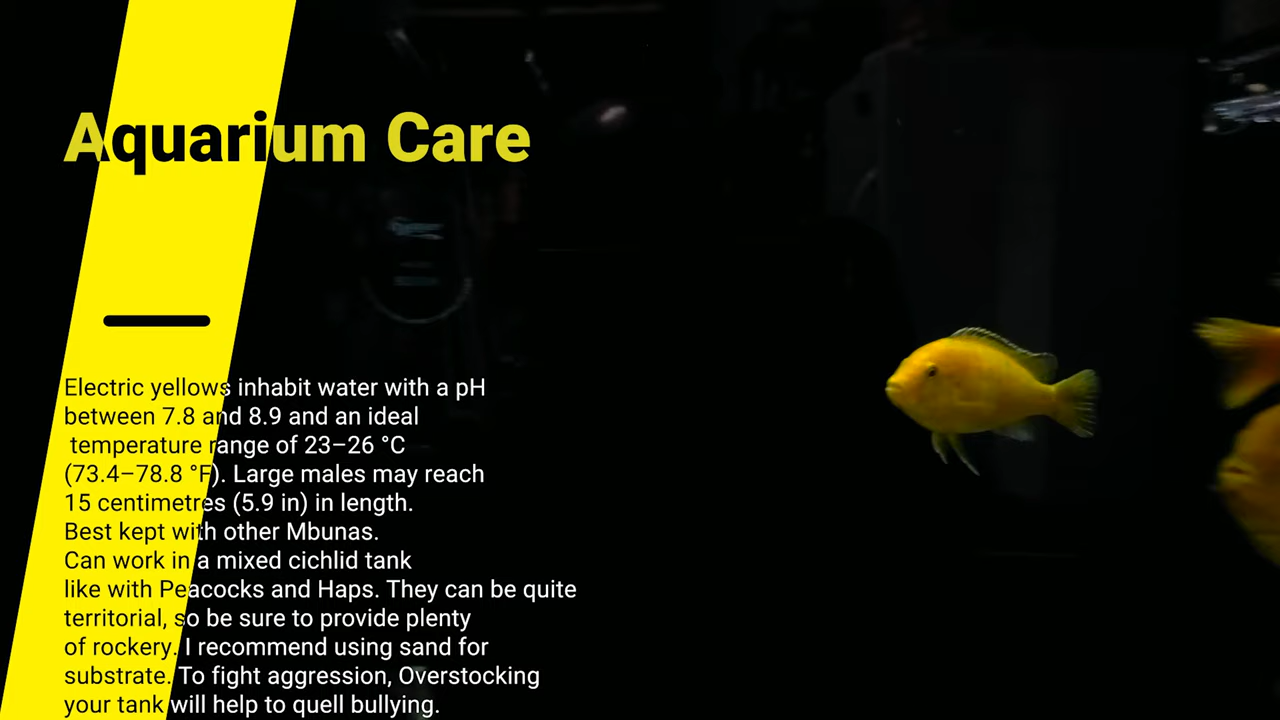 Aquarium Care
Electric yellows inhabit water with a pH
between 7.8 and 8.9 and an ideal
temperature range of 23–26 °C
(73.4–78.8 °F). Large males may reach
15 centimetres (5.9 in) in length.
Best kept with other Mbunas.
Can work in a mixed cichlid tank
like with Peacocks and Haps. They can be quite
territorial, so be sure to provide plenty
of rockery. I recommend using sand for
substrate. To fight aggression, Overstocking
your tank will help to quell bullying.